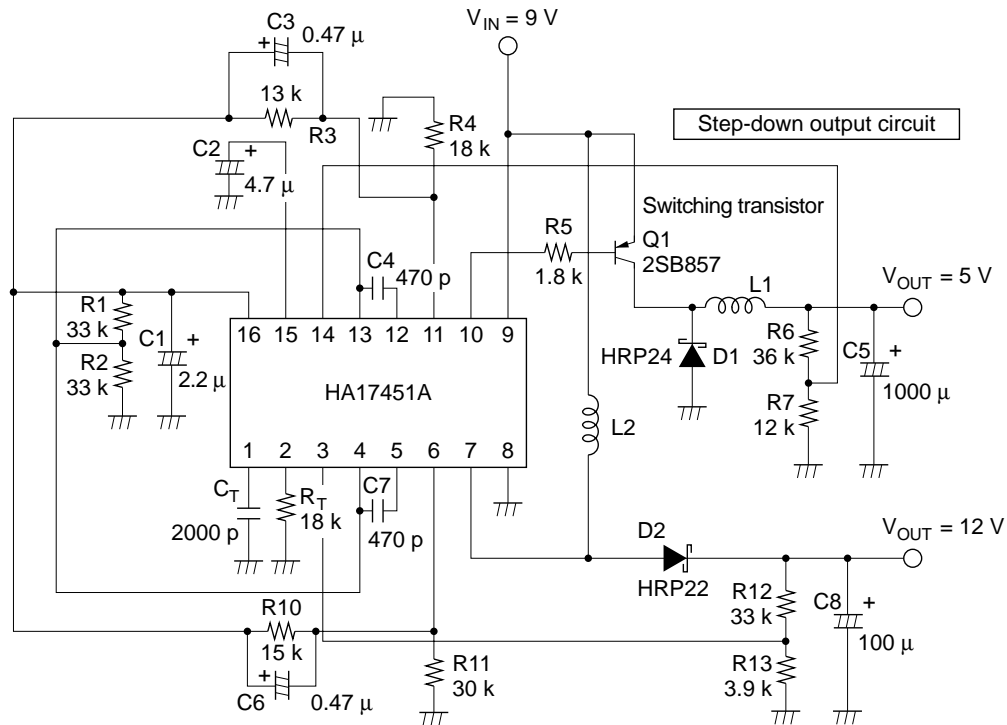 C3
0.47 μ
+
13 k
R3
C2
+
4.7 μ
R4
18 k
V_IN = 9 V
Step-down output circuit
Switching transistor
Q1
2SB857
R5
1.8 k
C4
470 p
L1
V_OUT = 5 V
R1
33 k
R2
33 k
C1
+
2.2 μ
16 15 14 13 12 11 10 9
HA17451A
1 2 3 4 5 6 7 8
HRP24
D1
R6
36 k
R7
12 k
C5
+
1000 μ
L2
C_T
2000 p
R_T
18 k
C7
470 p
D2
HRP22
V_OUT = 12 V
R10
15 k
+
C6
0.47 μ
R11
30 k
R12
33 k
R13
3.9 k
C8
+
100 μ